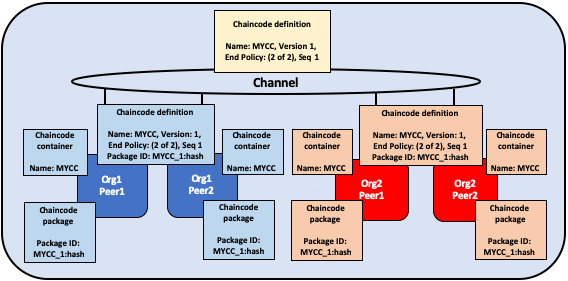 Chaincode definition
Name: MYCC, Version 1,
End Policy: (2 of 2), Seq 1
Channel
Chaincode definition
Name: MYCC, Version: 1,
End Policy: (2 of 2), Seq 1
Package ID: MYCC_1:hash
Chaincode definition
Name: MYCC, Version: 1,
End Policy: (2 of 2), Seq 1
Package ID: MYCC_1:hash
Chaincode
container
Name: MYCC
Chaincode
container
Name: MYCC
Chaincode
container
Name: MYCC
Chaincode
container
Name: MYCC
Org1
Peer1
Org1
Peer2
Org2
Peer1
Org2
Peer2
Chaincode
package
Package ID:
MYCC_1:hash
Chaincode
package
Package ID:
MYCC_1:hash
Chaincode
package
Package ID:
MYCC_1:hash
Chaincode
package
Package ID:
MYCC_1:hash